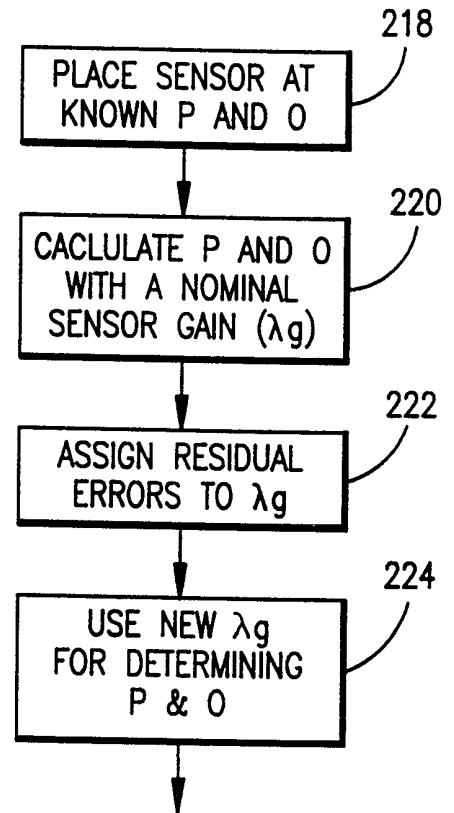 218
PLACE SENSOR AT
KNOWN P AND O
220
CACLULATE P AND O
WITH A NOMINAL
SENSOR GAIN (λg)
222
ASSIGN RESIDUAL
ERRORS TO λg
224
USE NEW λg
FOR DETERMINING
P & O